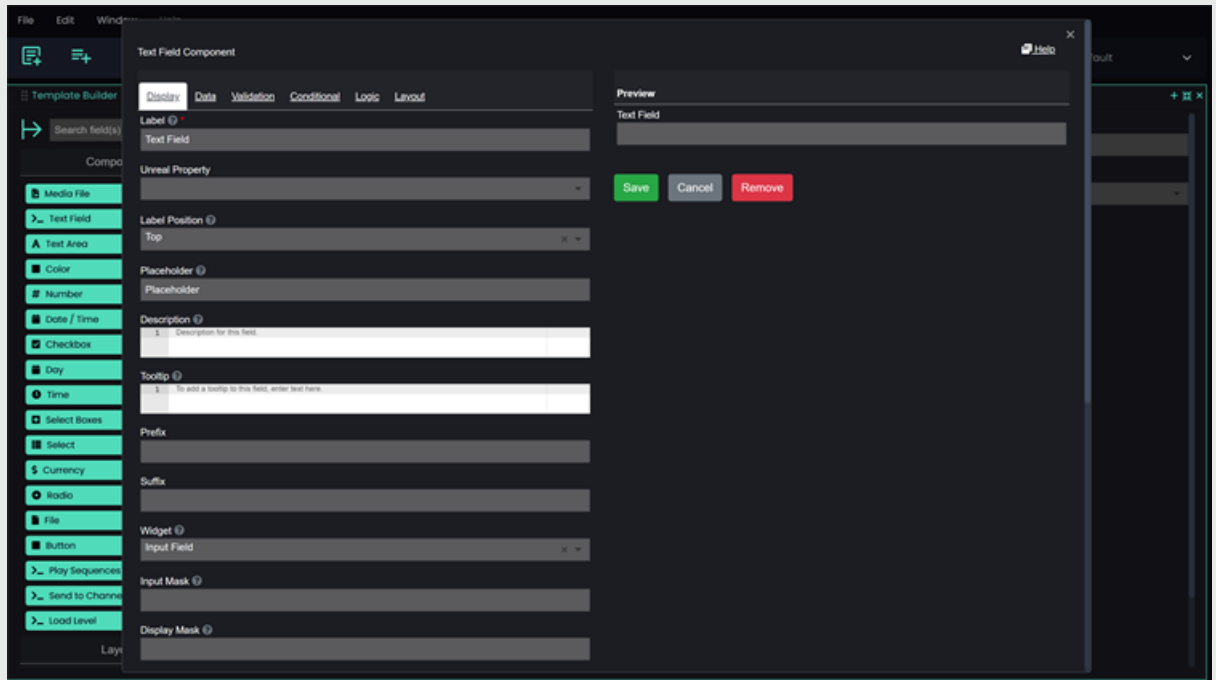 File Edit
Template Builder
Search field(s)
Media File
Text Field
Text Area
Color
Number
Date / Time
Checkbox
Day
Time
Select Boxes
Select
Currency
Radio
File
Button
Play Sequences
Send to Channe
Load Level
Text Field Component
Help
Display Data Validation Conditional Logic Layout
Label *
Text Field
Unreal Property
Label Position
Top
Placeholder
Placeholder
Description
1 Description for this field.
Tooltip
1 To add a tooltip to this field, enter text here.
Prefix
Suffix
Widget
Input Field
Input Mask
Display Mask
Preview
Text Field
Save Cancel Remove